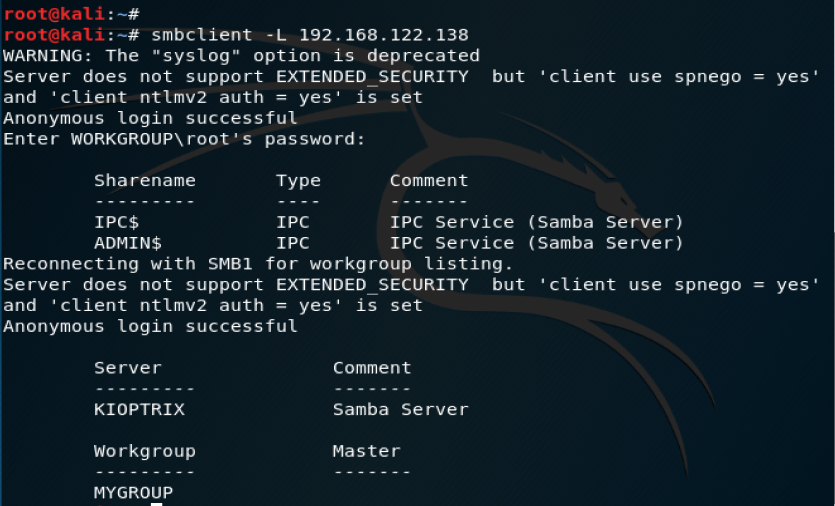 root@kali:~#
root@kali:~# smbclient -L 192.168.122.138
WARNING: The "syslog" option is deprecated
Server does not support EXTENDED_SECURITY  but 'client use spnego = yes'
and 'client ntlmv2 auth = yes' is set
Anonymous login successful
Enter WORKGROUP\root's password:
Sharename       Type      Comment
---------       ----      -------
IPC$            IPC       IPC Service (Samba Server)
ADMIN$          IPC       IPC Service (Samba Server)
Reconnecting with SMB1 for workgroup listing.
Server does not support EXTENDED_SECURITY  but 'client use spnego = yes'
and 'client ntlmv2 auth = yes' is set
Anonymous login successful
Server               Comment
---------            -------
KIOPTRIX             Samba Server
Workgroup            Master
---------            -------
MYGROUP